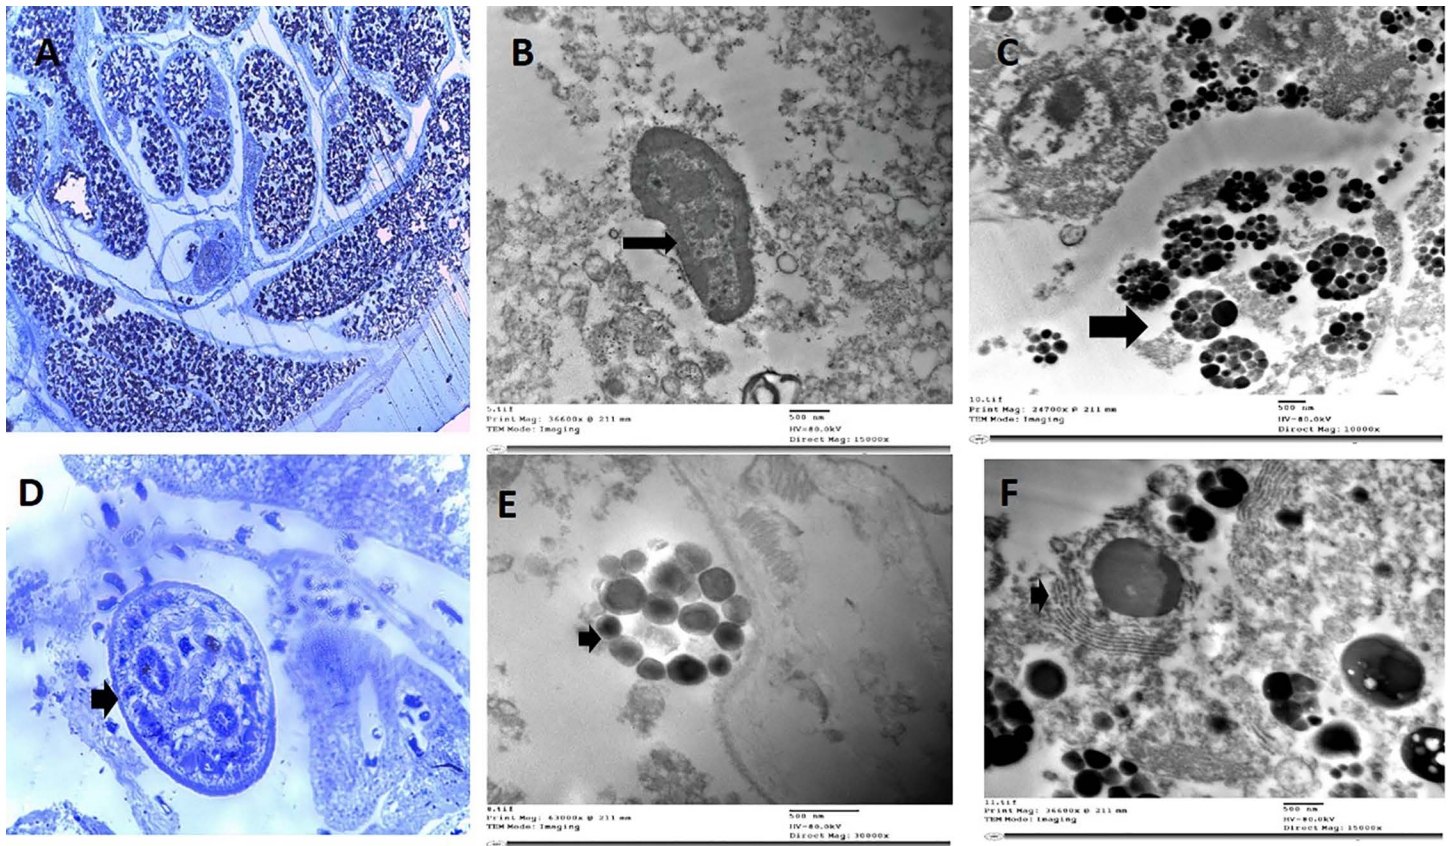 A
B
C
5.tif
Print Mag: 36600x @ 211 mm
TEM Mode: Imaging
500 nm
HV=80.0kV
Direct Mag: 15000x
10.tif
Print Mag: 24700x @ 211 mm
TEM Mode: Imaging
500 nm
HV=80.0kV
Direct Mag: 10000x
D
E
F
8.tif
Print Mag: 63000x @ 211 mm
TEM Mode: Imaging
500 nm
HV=80.0kV
Direct Mag: 30000x
11.tif
Print Mag: 36600x @ 211 mm
TEM Mode: Imaging
500 nm
HV=80.0kV
Direct Mag: 15000x